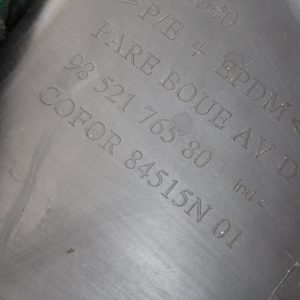 >P/E + EPDM<
PARE BOUE AV D
98 521 763 80
Ind -
COFOR 84515N 01